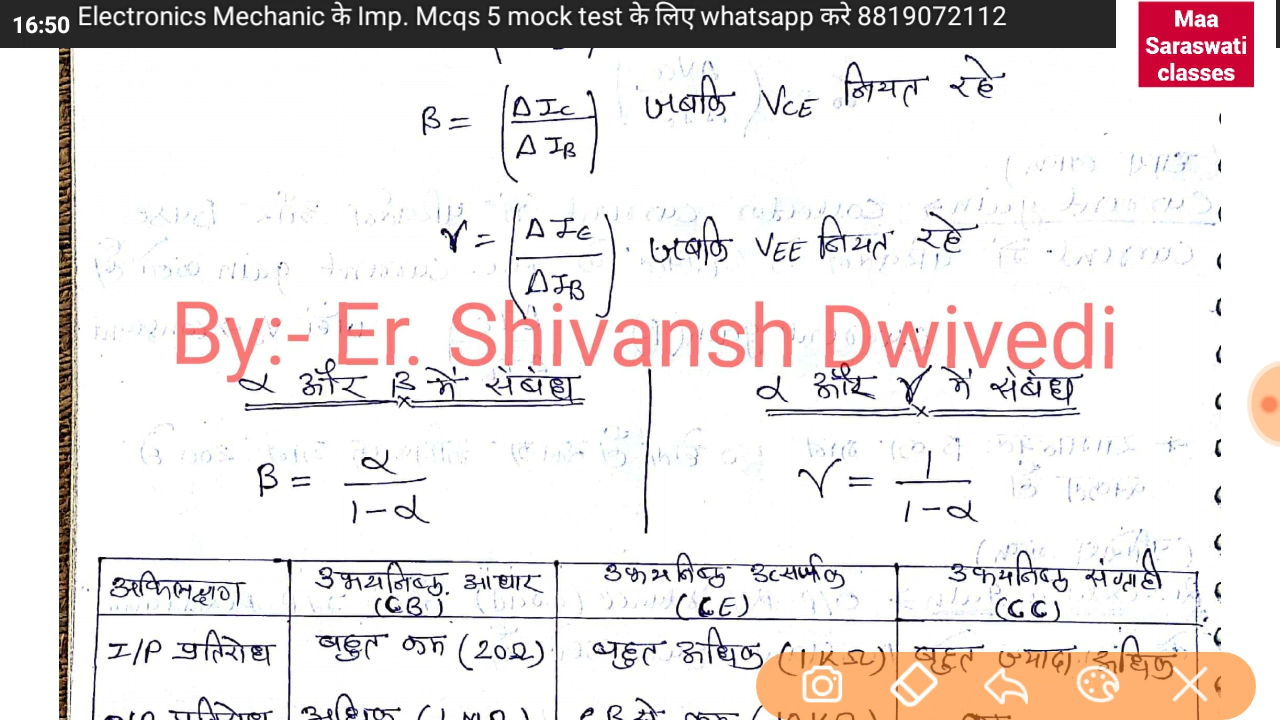 16:50 Electronics Mechanic के Imp. Mcqs 5 mock test के लिए whatsapp करे 8819072112
Maa
Saraswati
classes
β = (ΔIC / ΔIB) जबकि VCE नियत रहे
γ = (ΔIE / ΔIB) जबकि VEE नियत रहे
By:- Er. Shivansh Dwivedi
α और β में संबंध
α और γ में संबंध
β = α / 1-α
γ = 1 / 1-α
अभिलक्षण
उभयनिष्ठ आधार (CB)
उभयनिष्ठ उत्सर्जक (CE)
उभयनिष्ठ संग्राही (CC)
I/P प्रतिरोध
बहुत कम (20Ω)
बहुत अधिक (1KΩ)
बहुत ज्यादा अधिक